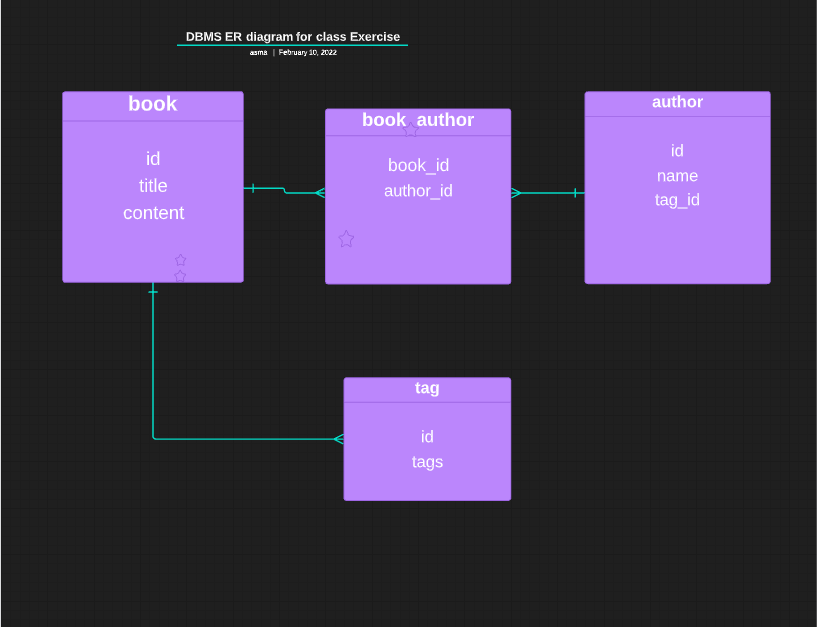 DBMS ER diagram for class Exercise
asma | February 10, 2022
book
id
title
content
book_author
book_id
author_id
author
id
name
tag_id
tag
id
tags